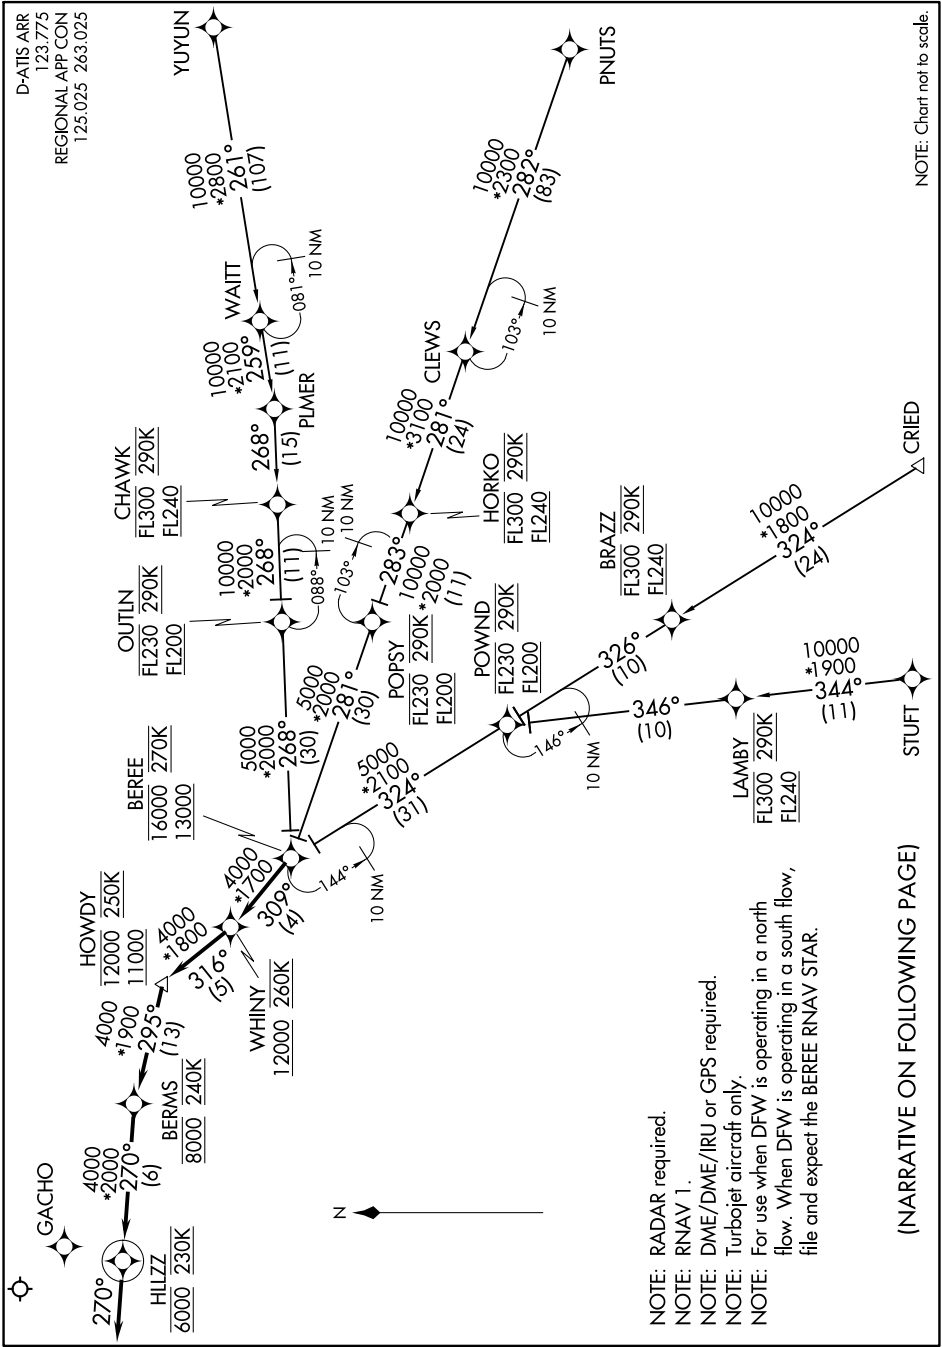 D-ATIS ARR
123.775
REGIONAL APP CON
125.025 263.025
YUYUN
10000
*2800
261°
(107)
WAITT
081°
10 NM
10000
*2100
259°
(11)
PLMER
268°
(15)
CHAWK
FL300 290K
FL240
10000
*2000
268°
(11)
088°
10 NM
OUTLN
FL230 290K
FL200
5000
*2000
268°
(30)
PNUTS
10000
*2300
282°
(83)
CLEWS
103°
10 NM
10000
*3100
281°
(24)
HORKO
FL300 290K
FL240
283°
10000
*2000
(11)
103°
10 NM
POPSY
FL230 290K
FL200
5000
*2000
281°
(30)
CRIED
10000
*1800
324°
(24)
BRAZZ
FL300 290K
FL240
326°
(10)
STUFT
10000
*1900
344°
(11)
LAMBY
FL300 290K
FL240
346°
(10)
POWND
FL230 290K
FL200
146°
10 NM
5000
*2100
324°
(31)
BEREE
16000 270K
13000
144°
10 NM
4000
*1700
309°
(4)
WHINY
12000 260K
4000
*1800
316°
(5)
HOWDY
12000 250K
11000
4000
*1900
295°
(13)
BERMS
8000 240K
4000
*2000
270°
(6)
HLLZZ
6000 230K
270°
GACHO
N
NOTE: RADAR required.
NOTE: RNAV 1.
NOTE: DME/DME/IRU or GPS required.
NOTE: Turbojet aircraft only.
NOTE: For use when DFW is operating in a north
flow. When DFW is operating in a south flow,
file and expect the BEREE RNAV STAR.
(NARRATIVE ON FOLLOWING PAGE)
NOTE: Chart not to scale.